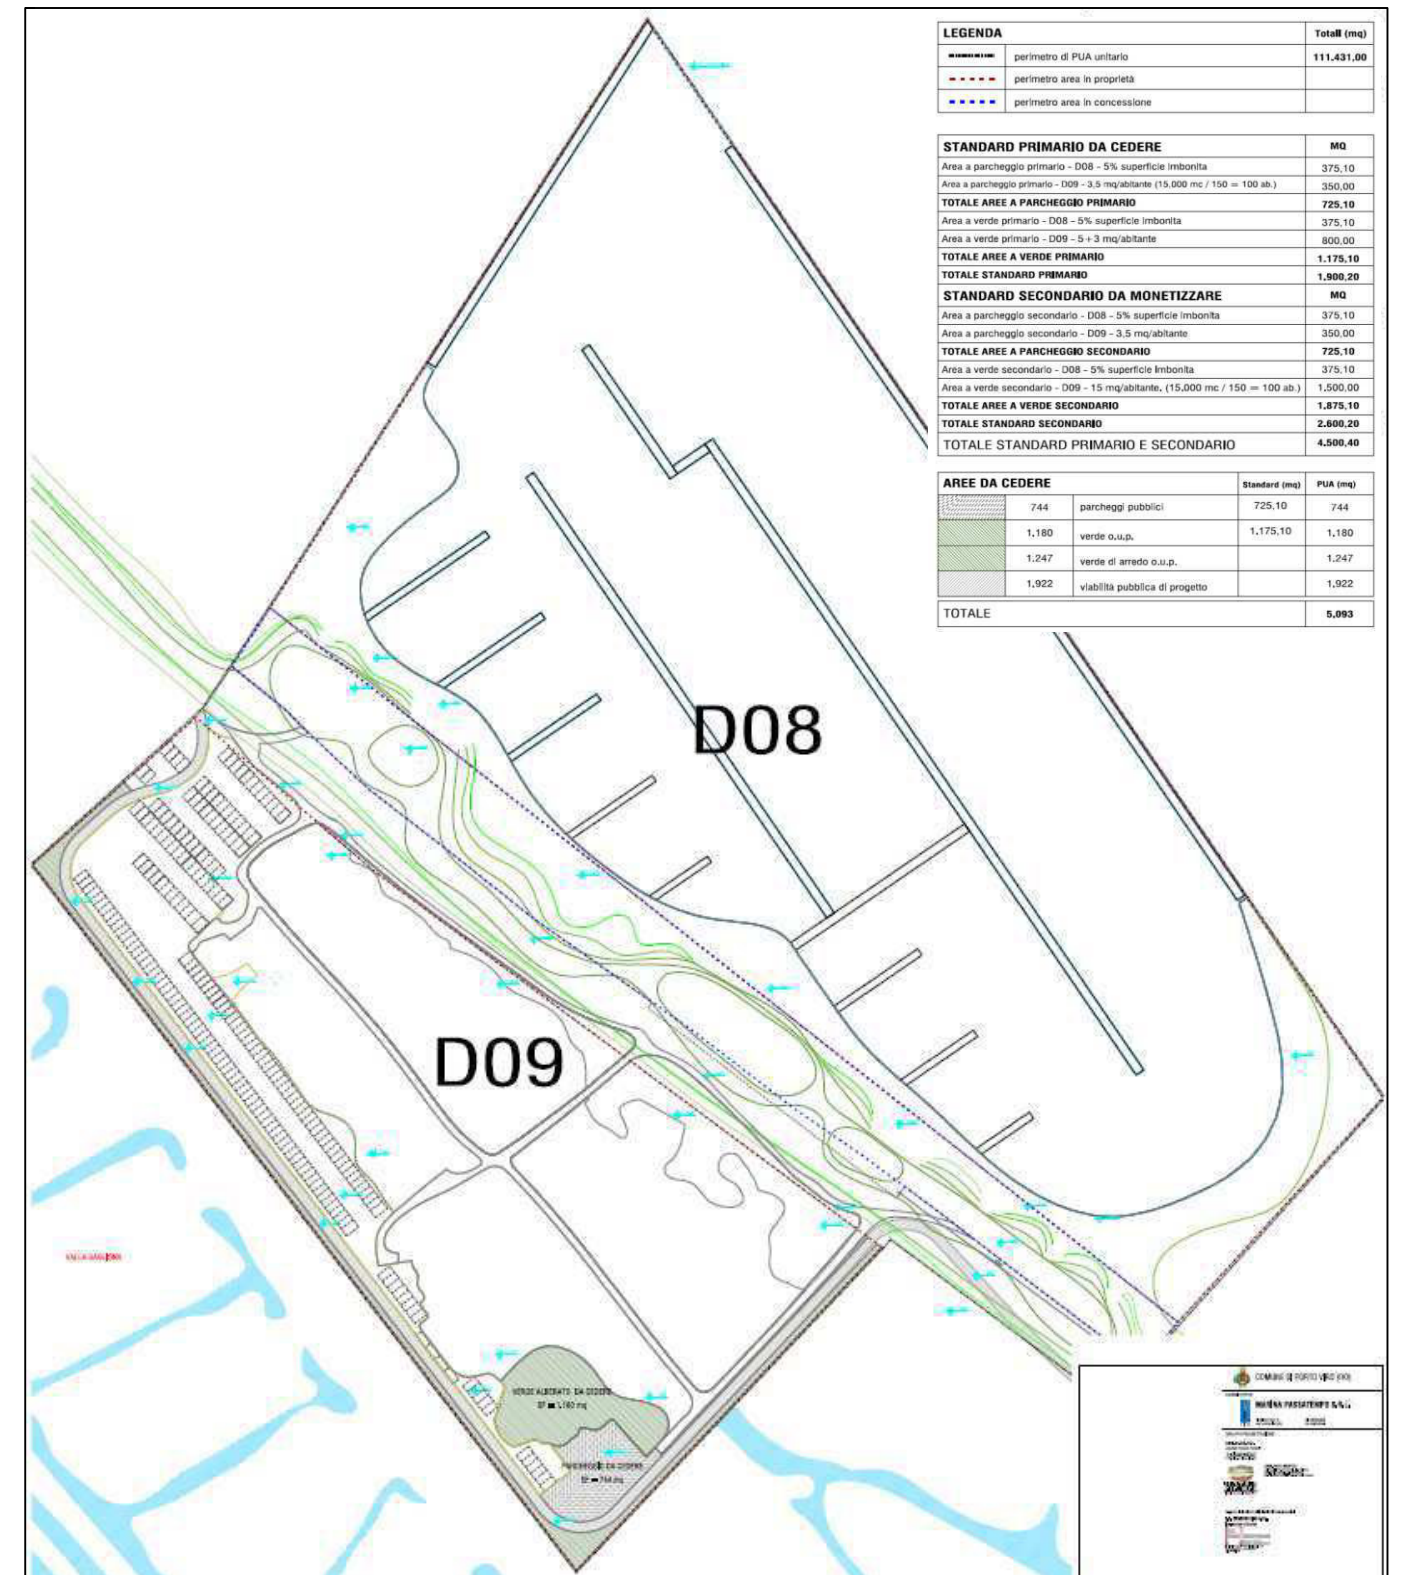 LEGENDA Totali (mq)
perimetro di PUA unitario 111.431,00
perimetro area in proprietà
perimetro area in concessione
STANDARD PRIMARIO DA CEDERE MQ
Area a parcheggio primario - D08 - 5% superficie imbonita 375,10
Area a parcheggio primario - D09 - 3,5 mq/abitante (15.000 mc / 150 = 100 ab.) 350,00
TOTALE AREE A PARCHEGGIO PRIMARIO 725,10
Area a verde primario - D08 - 5% superficie imbonita 375,10
Area a verde primario - D09 - 5+3 mq/abitante 800,00
TOTALE AREE A VERDE PRIMARIO 1.175,10
TOTALE STANDARD PRIMARIO 1.900,20
STANDARD SECONDARIO DA MONETIZZARE MQ
Area a parcheggio secondario - D08 - 5% superficie imbonita 375,10
Area a parcheggio secondario - D09 - 3,5 mq/abitante 350,00
TOTALE AREE A PARCHEGGIO SECONDARIO 725,10
Area a verde secondario - D08 - 5% superficie imbonita 375,10
Area a verde secondario - D09 - 15 mq/abitante. (15.000 mc / 150 = 100 ab.) 1.500,00
TOTALE AREE A VERDE SECONDARIO 1.875,10
TOTALE STANDARD SECONDARIO 2.600,20
TOTALE STANDARD PRIMARIO E SECONDARIO 4.500,40
AREE DA CEDERE Standard (mq) PUA (mq)
744 parcheggi pubblici 725,10 744
1.180 verde o.u.p. 1.175,10 1.180
1.247 verde di arredo o.u.p. 1.247
1.922 viabilità pubblica di progetto 1.922
TOTALE 5.093
D08
D09
VERDE ALBERATO DA CEDERE
SF = 1.180 mq
PARCHEGGIO DA CEDERE
SF = 744 mq
COMUNE DI PORTO VIRO (RO)
MARINA PASSATEMPO S.R.L.